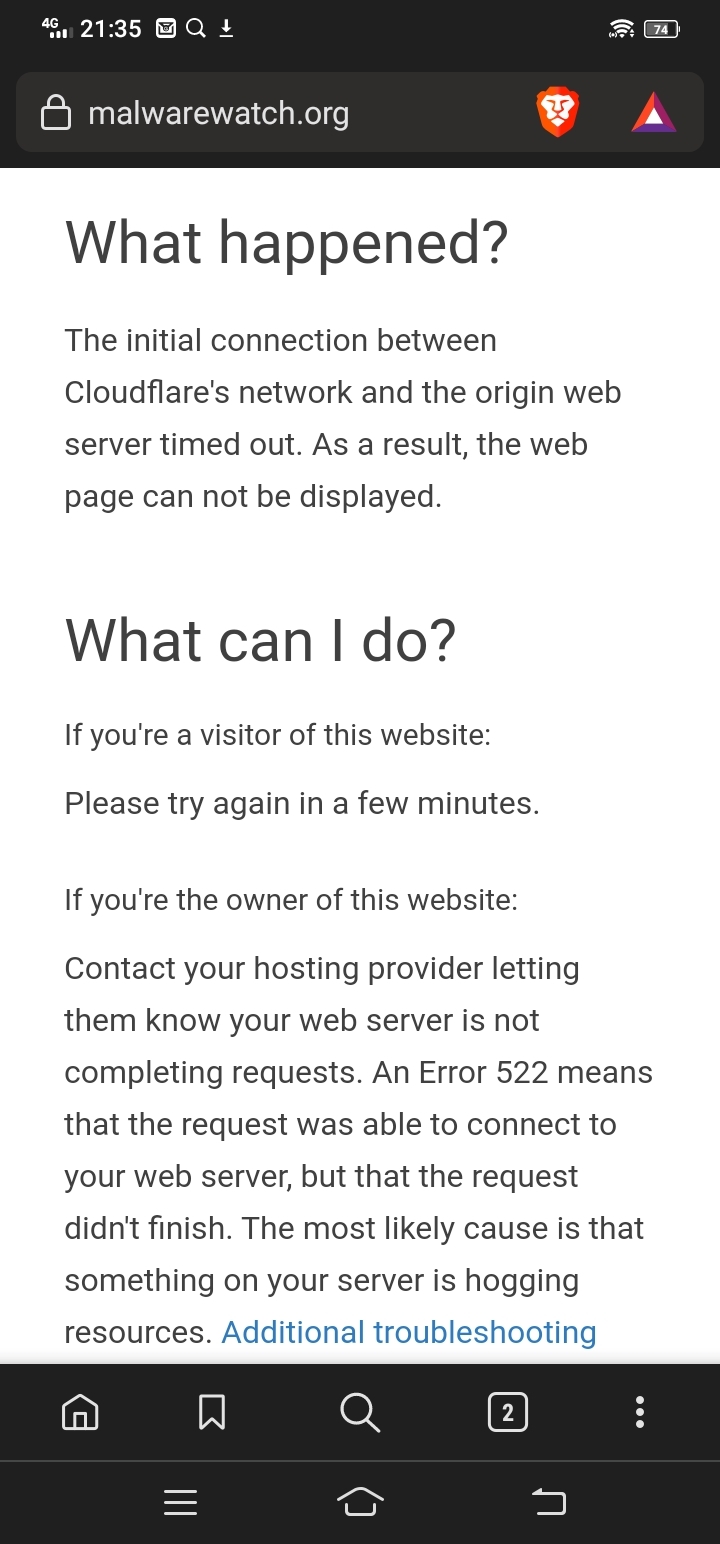 4G 21:35 74
malwarewatch.org
What happened?
The initial connection between
Cloudflare's network and the origin web
server timed out. As a result, the web
page can not be displayed.
What can I do?
If you're a visitor of this website:
Please try again in a few minutes.
If you're the owner of this website:
Contact your hosting provider letting
them know your web server is not
completing requests. An Error 522 means
that the request was able to connect to
your web server, but that the request
didn't finish. The most likely cause is that
something on your server is hogging
resources. Additional troubleshooting
2